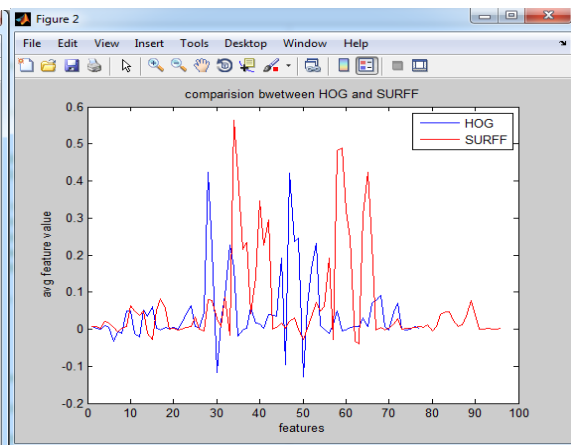 Figure 2
File Edit View Insert Tools Desktop Window Help
comparision bwetween HOG and SURFF
HOG
SURFF
avg feature value
0.6
0.5
0.4
0.3
0.2
0.1
0
-0.1
-0.2
0 10 20 30 40 50 60 70 80 90 100
features